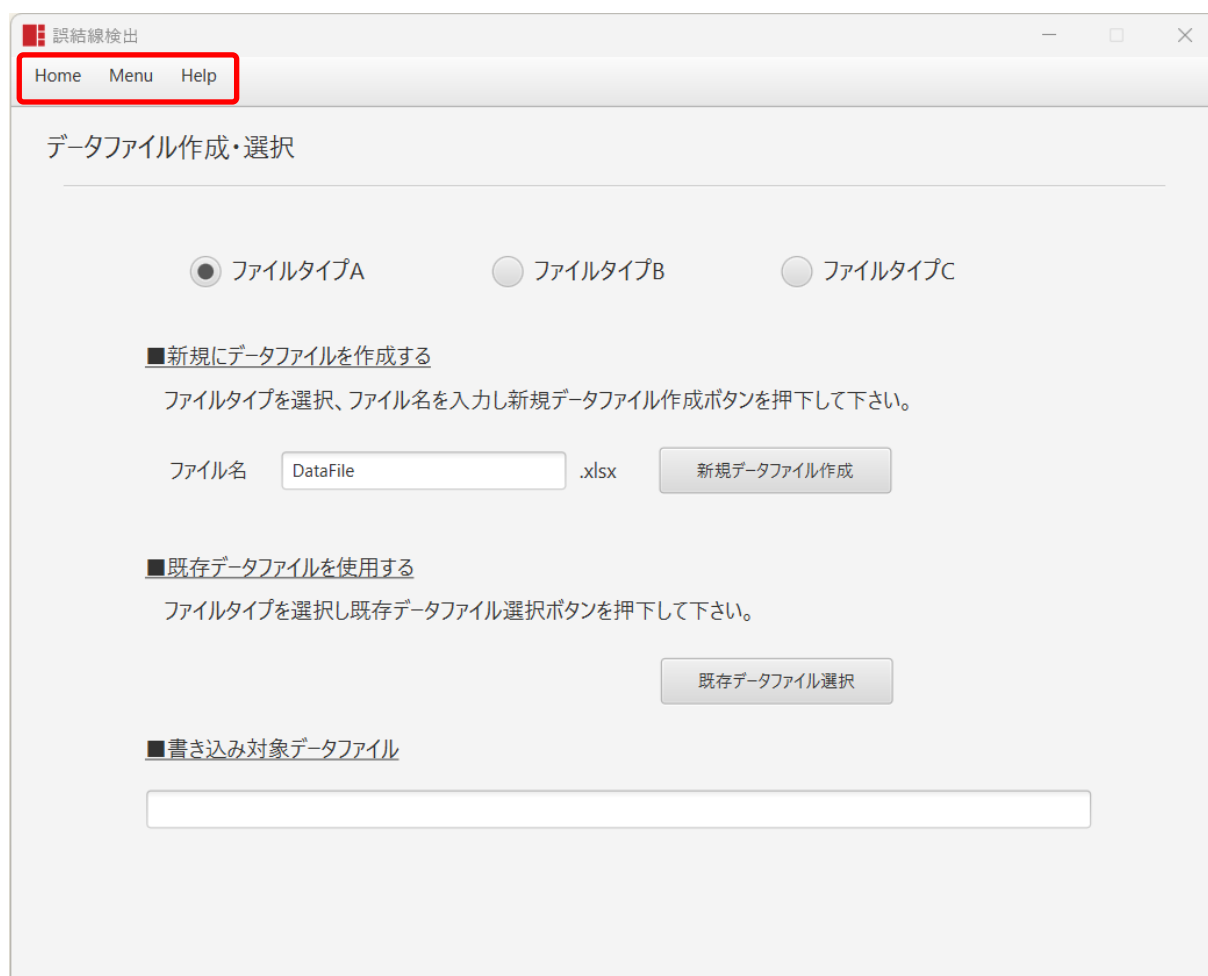 誤結線検出
Home Menu Help
データファイル作成・選択
ファイルタイプA ファイルタイプB ファイルタイプC
■新規にデータファイルを作成する
ファイルタイプを選択、ファイル名を入力し新規データファイル作成ボタンを押下して下さい。
ファイル名 DataFile .xlsx 新規データファイル作成
■既存データファイルを使用する
ファイルタイプを選択し既存データファイル選択ボタンを押下して下さい。
既存データファイル選択
■書き込み対象データファイル